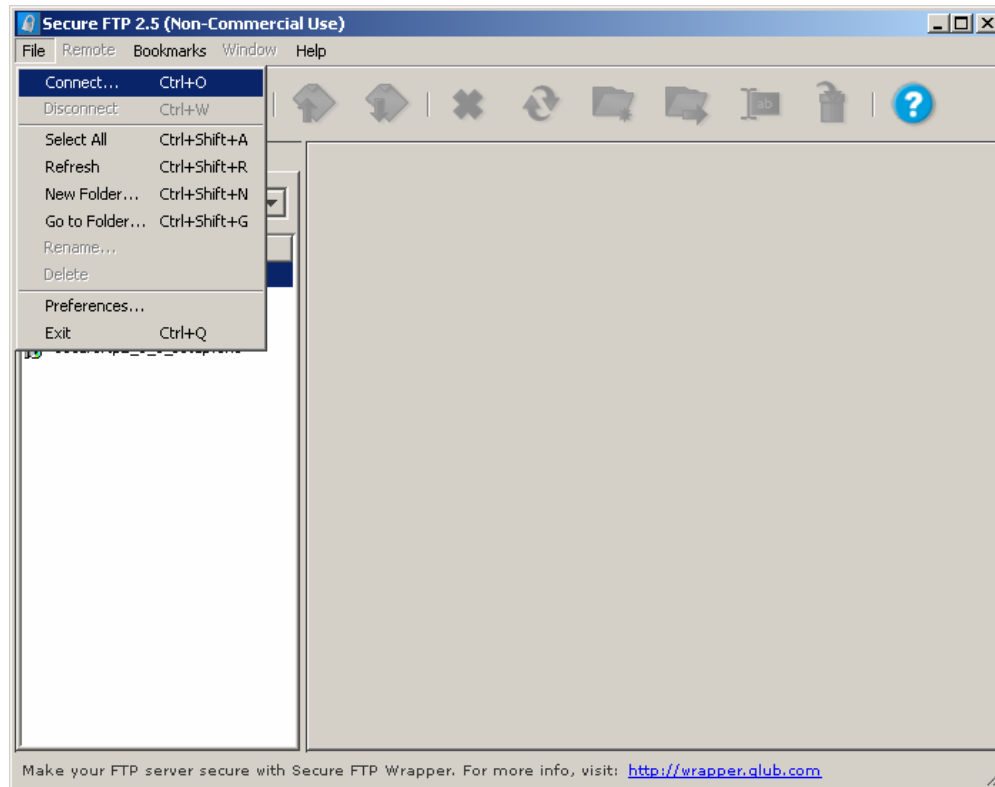 Secure FTP 2.5 (Non-Commercial Use)
File Remote Bookmarks Window Help
Connect... Ctrl+O
Disconnect Ctrl+W
Select All Ctrl+Shift+A
Refresh Ctrl+Shift+R
New Folder... Ctrl+Shift+N
Go to Folder... Ctrl+Shift+G
Rename...
Delete
Preferences...
Exit Ctrl+Q
ab
?
Make your FTP server secure with Secure FTP Wrapper. For more info, visit: http://wrapper.glub.com